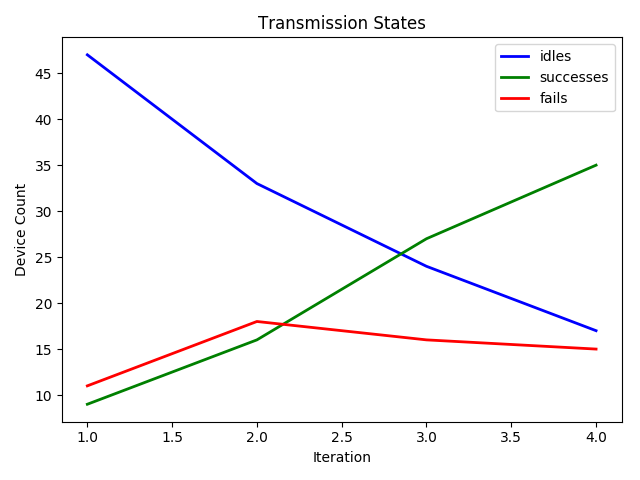 Transmission States
idles
successes
fails
Device Count
45
40
35
30
25
20
15
10
1.0 1.5 2.0 2.5 3.0 3.5 4.0
Iteration